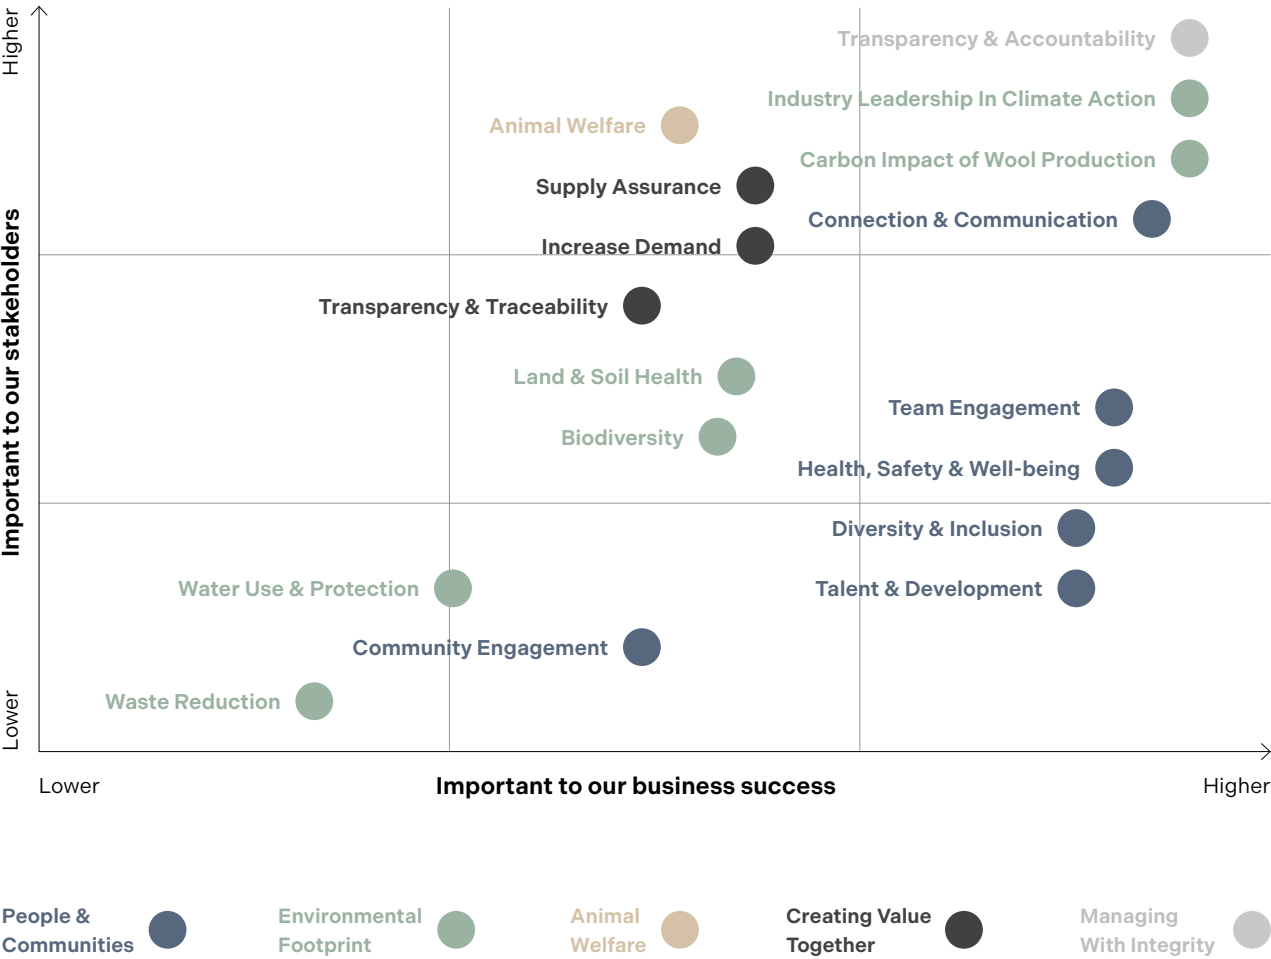 Higher
Transparency & Accountability
Industry Leadership In Climate Action
Animal Welfare
Carbon Impact of Wool Production
Supply Assurance
Connection & Communication
Increase Demand
Important to our stakeholders
Transparency & Traceability
Land & Soil Health
Team Engagement
Biodiversity
Health, Safety & Well-being
Diversity & Inclusion
Water Use & Protection
Talent & Development
Community Engagement
Waste Reduction
Lower
Lower
Important to our business success
Higher
People &
Communities
Environmental
Footprint
Animal
Welfare
Creating Value
Together
Managing
With Integrity